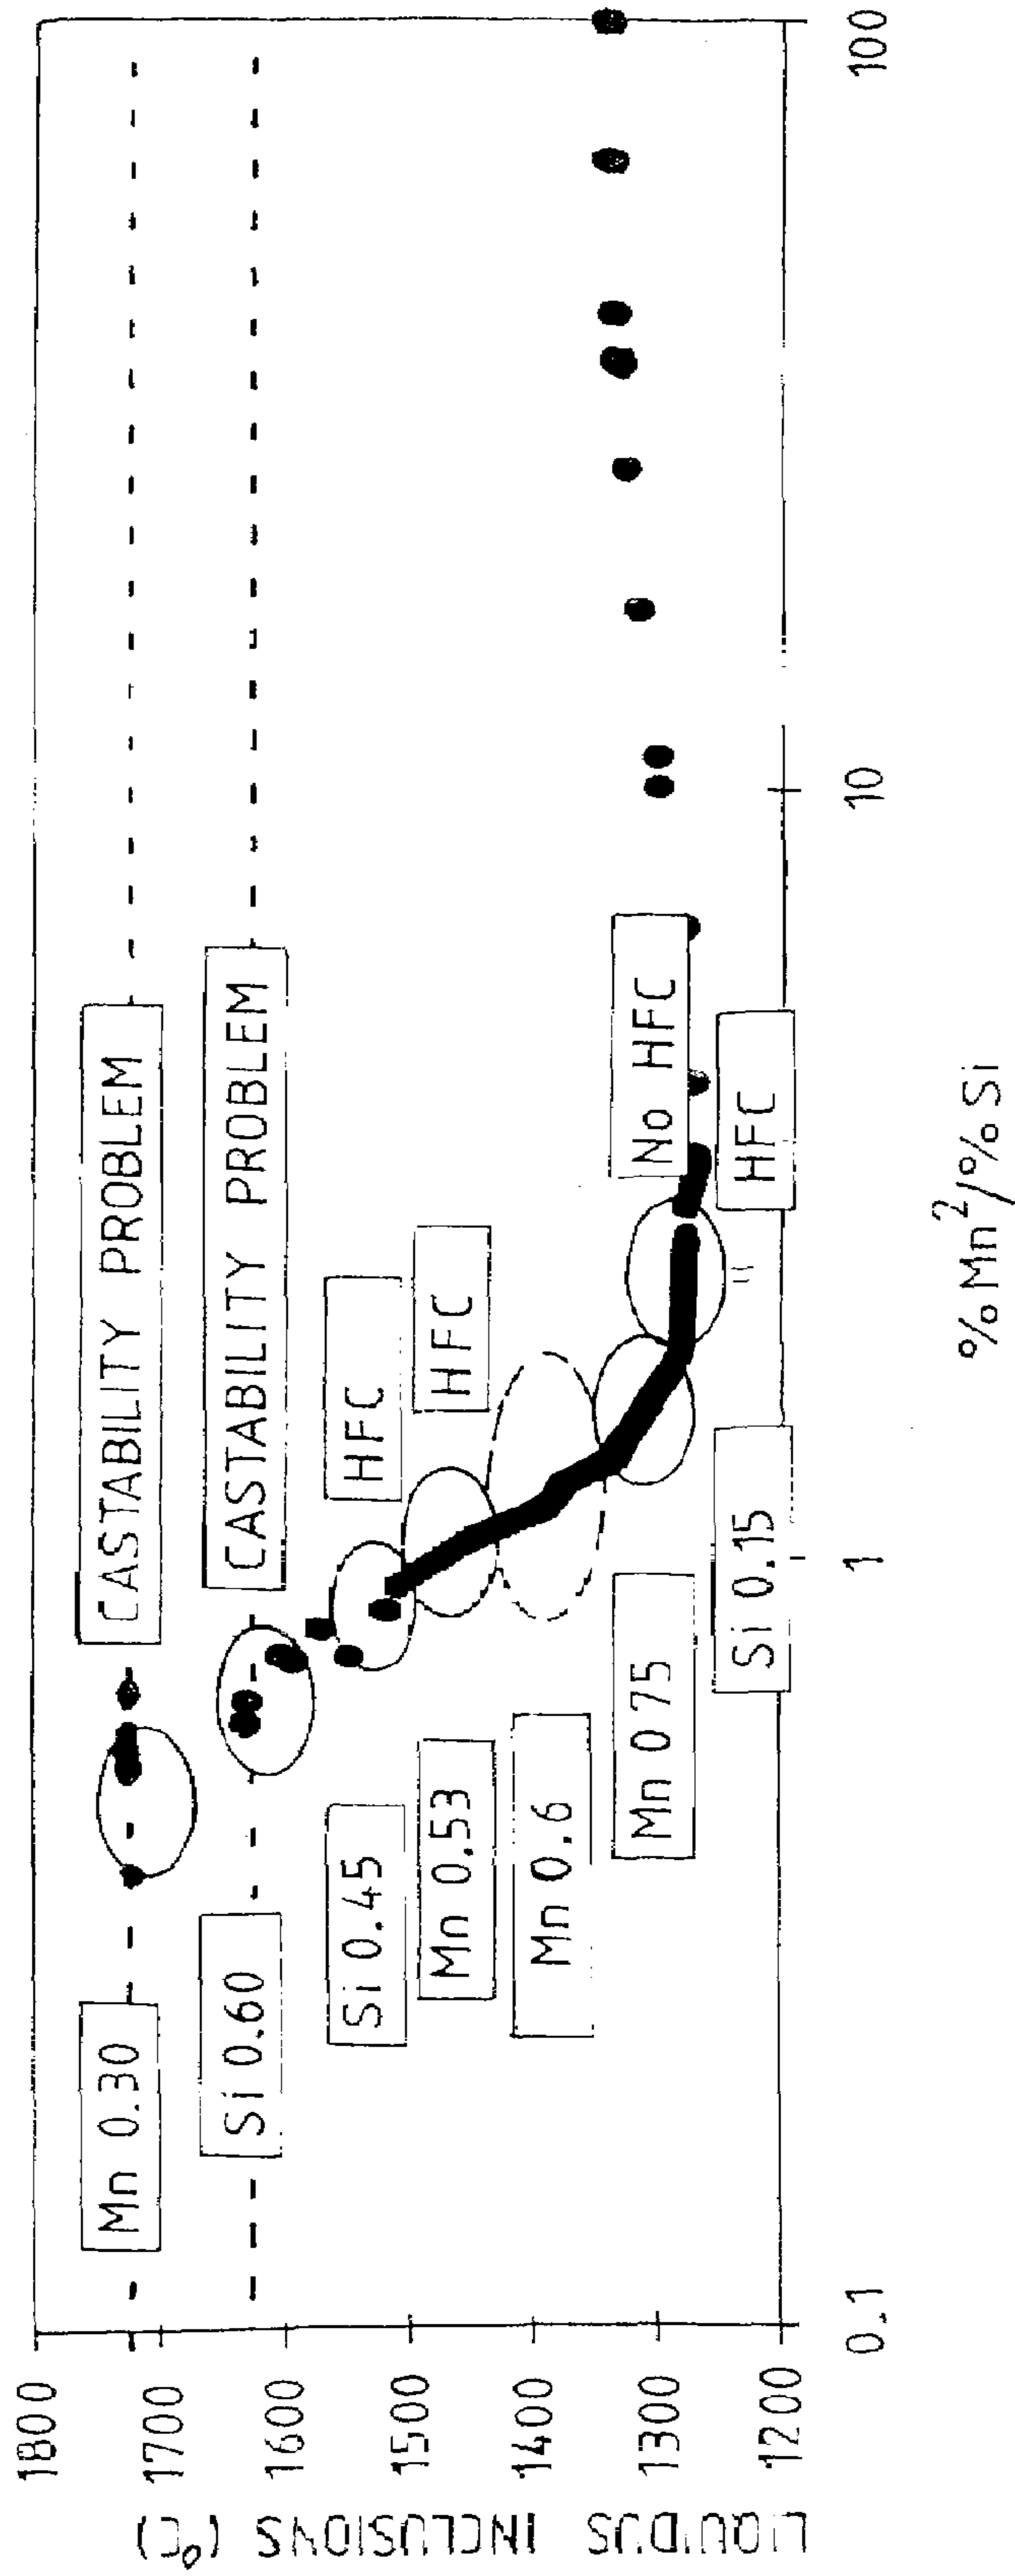 LIQUIDUS INCLUSIONS (°C)
1800
1700
1600
1500
1400
1300
1200
Mn 0.30
CASTABILITY PROBLEM
Si 0.60
CASTABILITY PROBLEM
Si 0.45
HFC
Mn 0.53
HFC
Mn 0.6
Mn 0.75
No HFC
Si 0.15
HFC
0.1
1
10
100
% Mn²/% Si